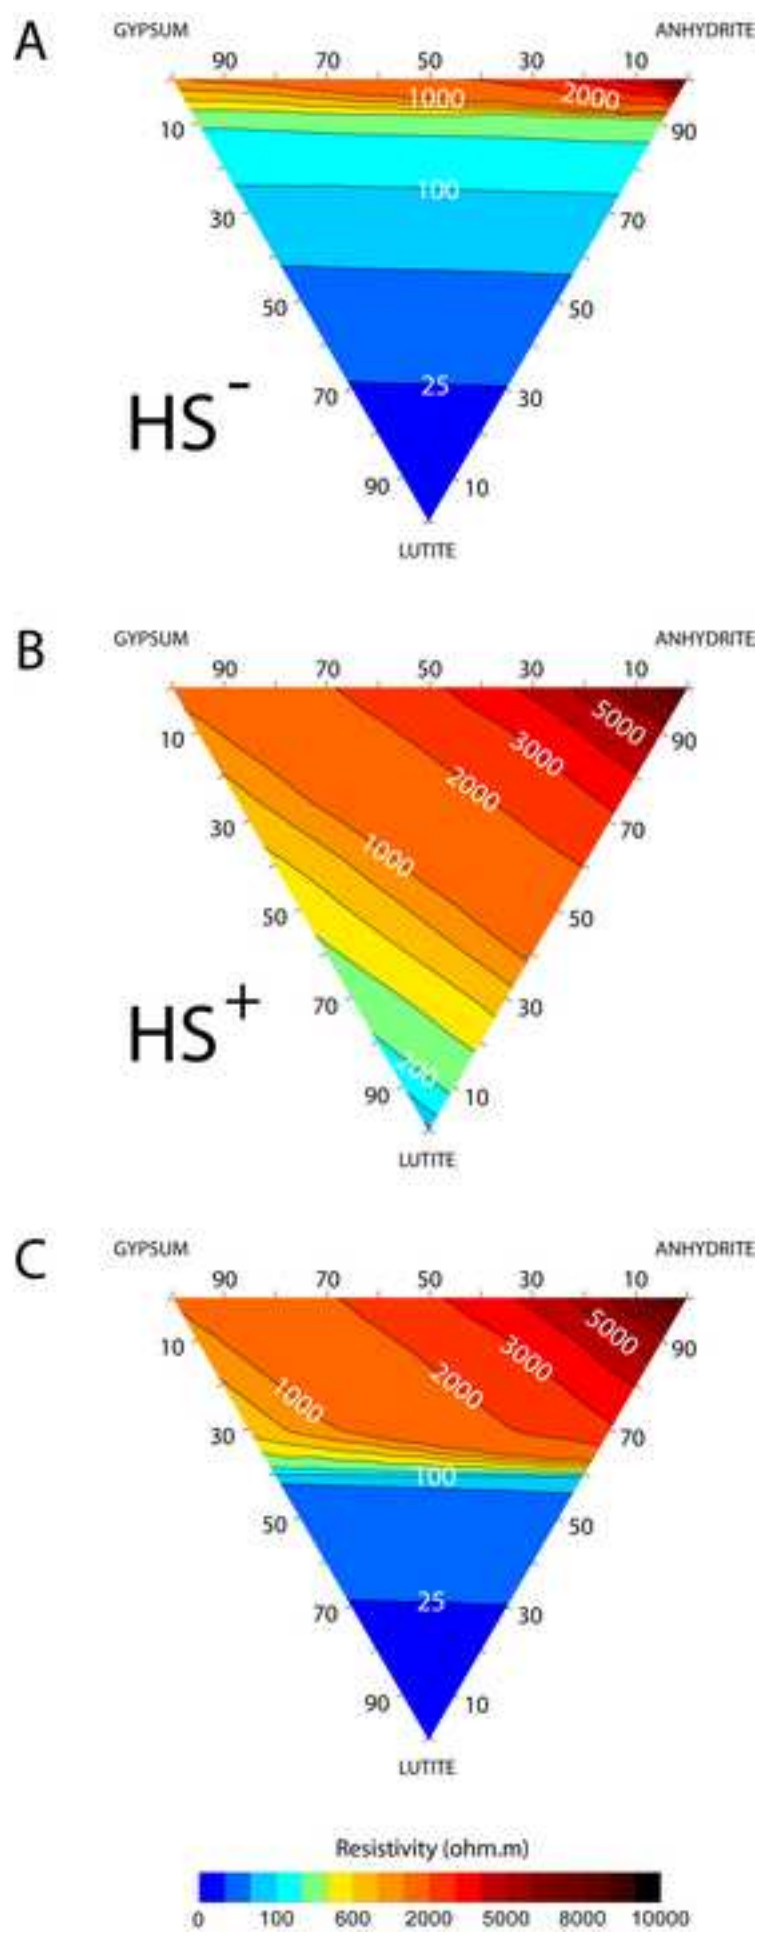 A
GYPSUM ANHYDRITE
90 70 50 30 10
1000 2000
10 90
100
30 70
50 50
25
70 30
HS⁻
90 10
LUTITE
B
GYPSUM ANHYDRITE
90 70 50 30 10
5000
10 90
3000
2000
30 70
1000
50 50
70 30
HS⁺
90 10
LUTITE
C
GYPSUM ANHYDRITE
90 70 50 30 10
5000
10 90
3000
2000
1000
30 70
100
50 50
25
70 30
90 10
LUTITE
Resistivity (ohm.m)
0 100 600 2000 5000 8000 10000